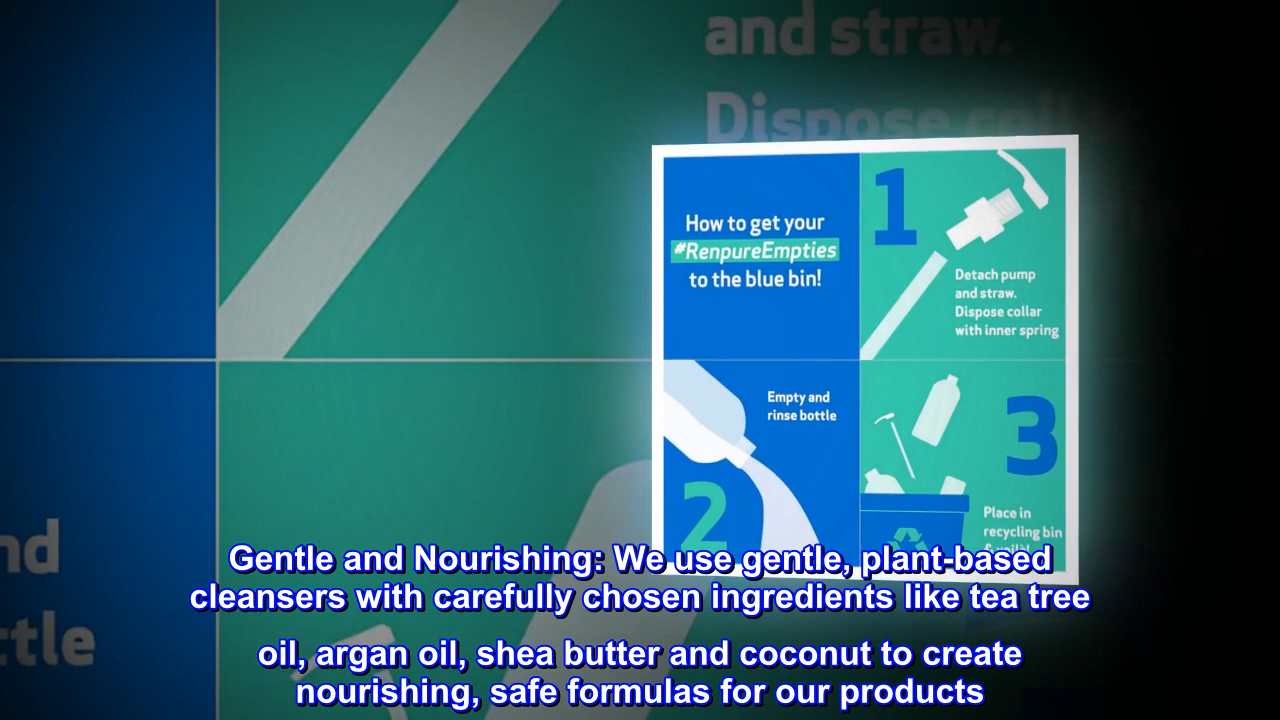 and straw.
Dispose collar
nd
ttle
How to get your
#RenpureEmpties
to the blue bin!
1
Detach pump
and straw.
Dispose collar
with inner spring
Empty and
rinse bottle
2
3
Place in
recycling bin
Gentle and Nourishing: We use gentle, plant-based
cleansers with carefully chosen ingredients like tea tree
oil, argan oil, shea butter and coconut to create
nourishing, safe formulas for our products